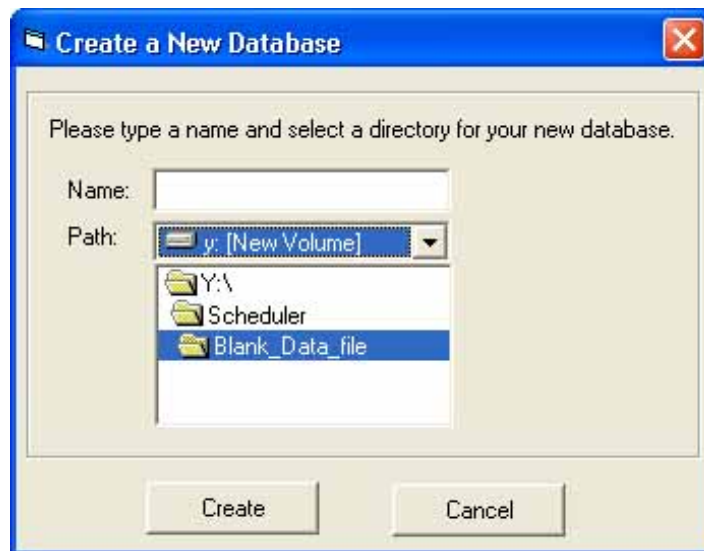 Create a New Database
Please type a name and select a directory for your new database.
Name:
Path: y: [New Volume]
Y:\
Scheduler
Blank_Data_file
Create Cancel